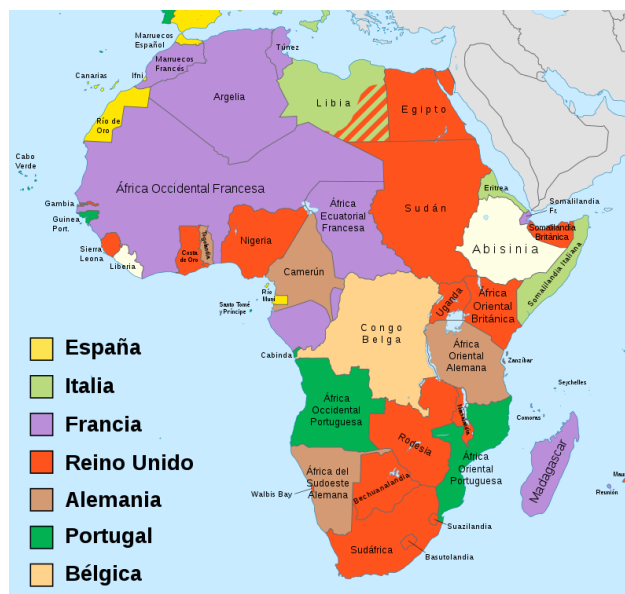 Marruecos
Español
Túnez
Marruecos
Francés
Canarias
Ifni
Argelia
Libia
Egipto
Río de
Oro
Cabo
Verde
África Occidental Francesa
África
Ecuatorial
Francesa
Sudán
Eritrea
Somalilandia
Fr.
Gambia
Guinea
Port.
Somalilandia
Británica
Abisinia
Somalilandia Italiana
Nigeria
Sierra
Leona
Liberia
Costa
de Oro
Togolandia
Camerún
Río
Muni
Santo Tomé
y Príncipe
Uganda
África
Oriental
Británica
Congo
Belga
Cabinda
África
Oriental
Alemana
Zanzíbar
Seychelles
España
Italia
Francia
Reino Unido
Alemania
Portugal
Bélgica
África
Occidental
Portuguesa
Comoras
Rodesia
África
Oriental
Portuguesa
Madagascar
Reunión
África del
Sudoeste
Alemana
Walbis Bay
Bechuanalandia
Suazilandia
Sudáfrica
Basutolandia